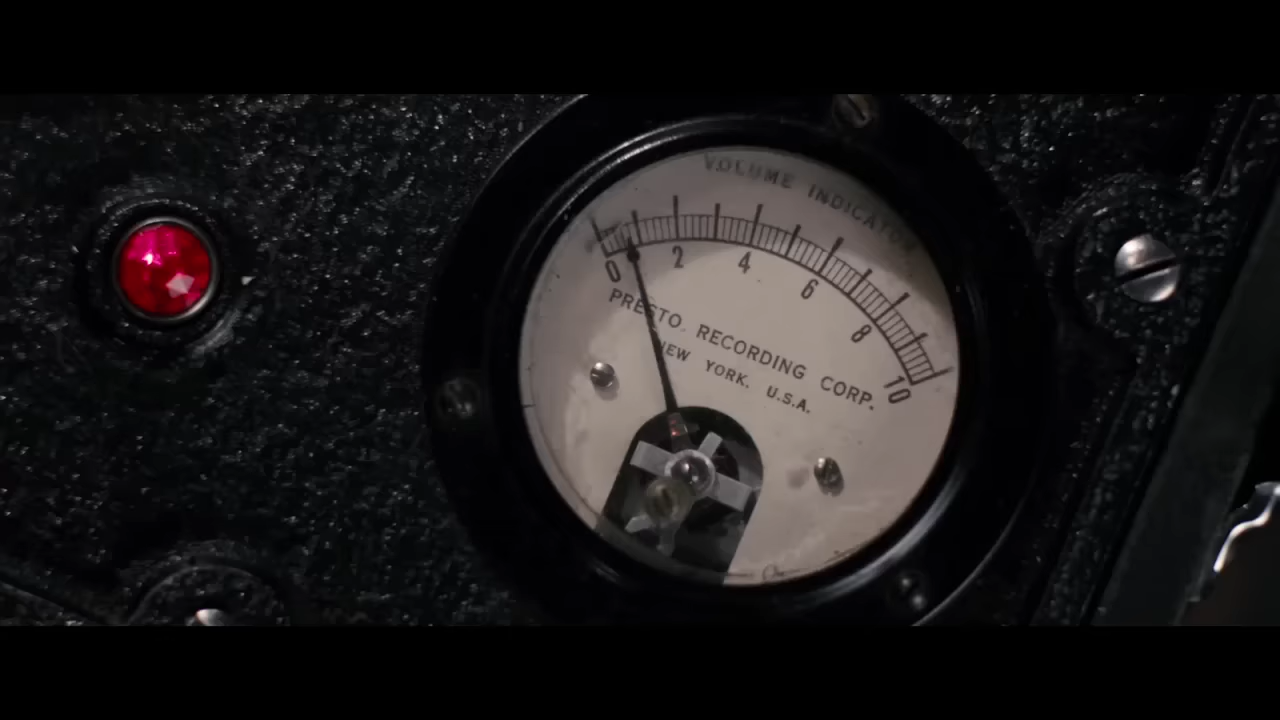 VOLUME INDICATOR
0 2 4 6 8 10
PRESTO RECORDING CORP.
NEW YORK. U.S.A.